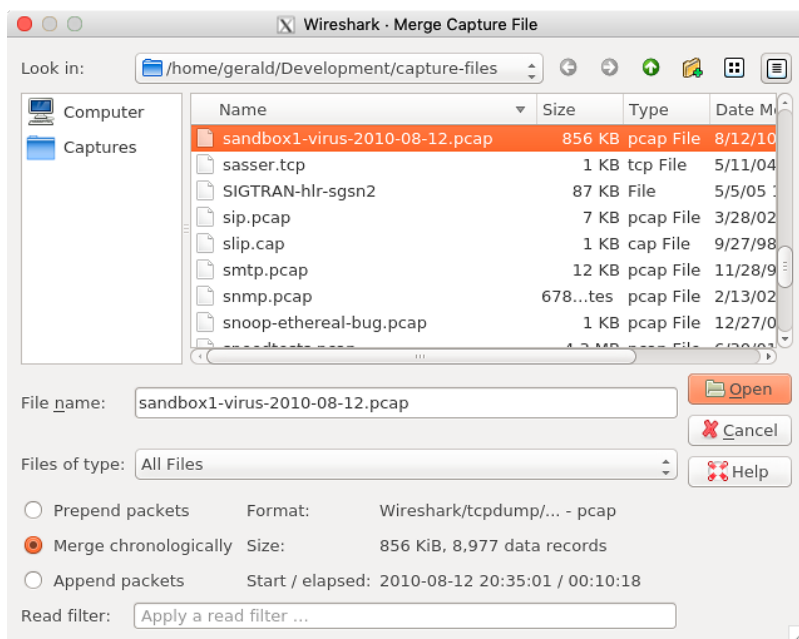 Wireshark · Merge Capture File
Look in: /home/gerald/Development/capture-files
Computer
Captures
Name Size Type Date M
sandbox1-virus-2010-08-12.pcap 856 KB pcap File 8/12/10
sasser.tcp 1 KB tcp File 5/11/04
SIGTRAN-hlr-sgsn2 87 KB File 5/5/05
sip.pcap 7 KB pcap File 3/28/02
slip.cap 1 KB cap File 9/27/98
smtp.pcap 12 KB pcap File 11/28/9
snmp.pcap 678...tes pcap File 2/13/02
snoop-ethereal-bug.pcap 1 KB pcap File 12/27/0
File name: sandbox1-virus-2010-08-12.pcap
Open
Cancel
Files of type: All Files
Help
Prepend packets Format: Wireshark/tcpdump/... - pcap
Merge chronologically Size: 856 KiB, 8,977 data records
Append packets Start / elapsed: 2010-08-12 20:35:01 / 00:10:18
Read filter: Apply a read filter ...